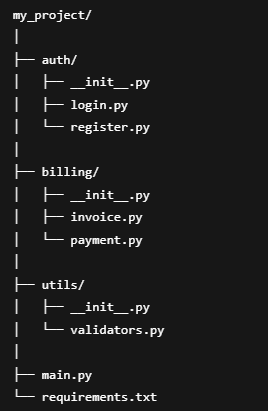 my_project/
│
├── auth/
│   ├── __init__.py
│   ├── login.py
│   └── register.py
│
├── billing/
│   ├── __init__.py
│   ├── invoice.py
│   └── payment.py
│
├── utils/
│   ├── __init__.py
│   └── validators.py
│
├── main.py
└── requirements.txt